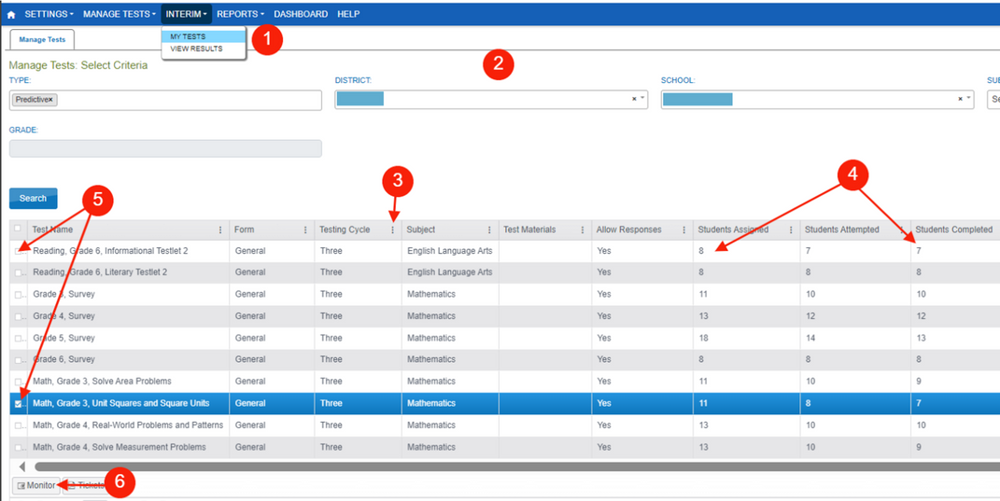 SETTINGS MANAGE TESTS INTERIM REPORTS DASHBOARD HELP
MY TESTS
VIEW RESULTS
1
Manage Tests
2
Manage Tests: Select Criteria
TYPE: DISTRICT: SCHOOL:
Predictive× × ×
GRADE:
3
4
5
Search
Test Name Form Testing Cycle Subject Test Materials Allow Responses Students Assigned Students Attempted Students Completed
Reading, Grade 6, Informational Testlet 2 General Three English Language Arts Yes 8 7 7
Reading, Grade 6, Literary Testlet 2 General Three English Language Arts Yes 8 8 8
Grade 3, Survey General Three Mathematics Yes 11 10 10
Grade 4, Survey General Three Mathematics Yes 13 12 12
Grade 5, Survey General Three Mathematics Yes 18 14 13
Grade 6, Survey General Three Mathematics Yes 8 8 8
Math, Grade 3, Solve Area Problems General Three Mathematics Yes 11 10 9
Math, Grade 3, Unit Squares and Square Units General Three Mathematics Yes 11 8 7
Math, Grade 4, Real-World Problems and Patterns General Three Mathematics Yes 13 10 10
Math, Grade 4, Solve Measurement Problems General Three Mathematics Yes 13 10 9
Monitor Tickets 6